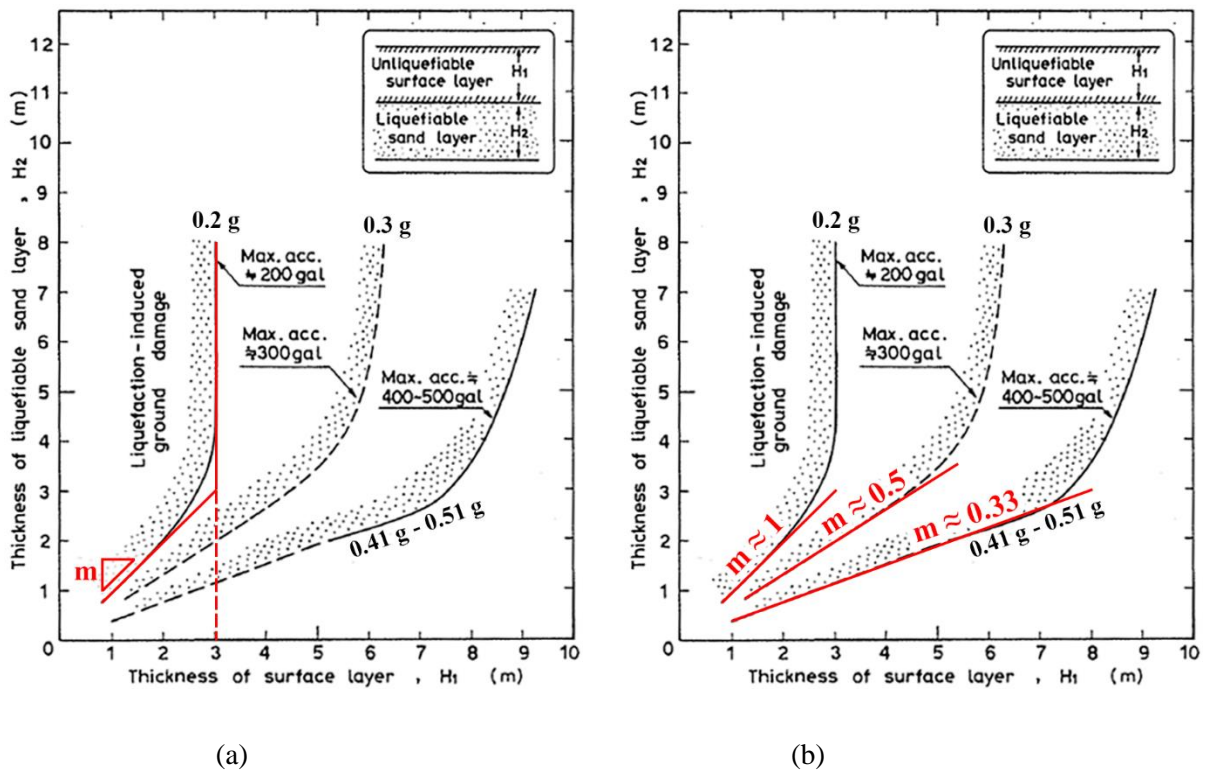 12
11
10
9
8
7
6
5
4
3
2
1
0
Thickness of liquefiable sand layer , H2 (m)
Unliquefiable
surface layer
H1
Liquefiable
sand layer
H2
0.2 g
0.3 g
Max. acc.
≒ 200 gal
Max. acc.
≒300 gal
Max. acc. ≒
400~500gal
Liquefaction-induced
ground damage
m
0.41 g - 0.51 g
1 2 3 4 5 6 7 8 9 10
Thickness of surface layer , H1 (m)
(a)
12
11
10
9
8
7
6
5
4
3
2
1
0
Thickness of liquefiable sand layer , H2 (m)
Unliquefiable
surface layer
H1
Liquefiable
sand layer
H2
0.2 g
0.3 g
Max. acc.
≒ 200 gal
Max. acc.
≒300 gal
Max. acc. ≒
400~500gal
Liquefaction-induced
ground damage
m ≈ 1
m ≈ 0.5
m ≈ 0.33
0.41 g - 0.51 g
1 2 3 4 5 6 7 8 9 10
Thickness of surface layer , H1 (m)
(b)